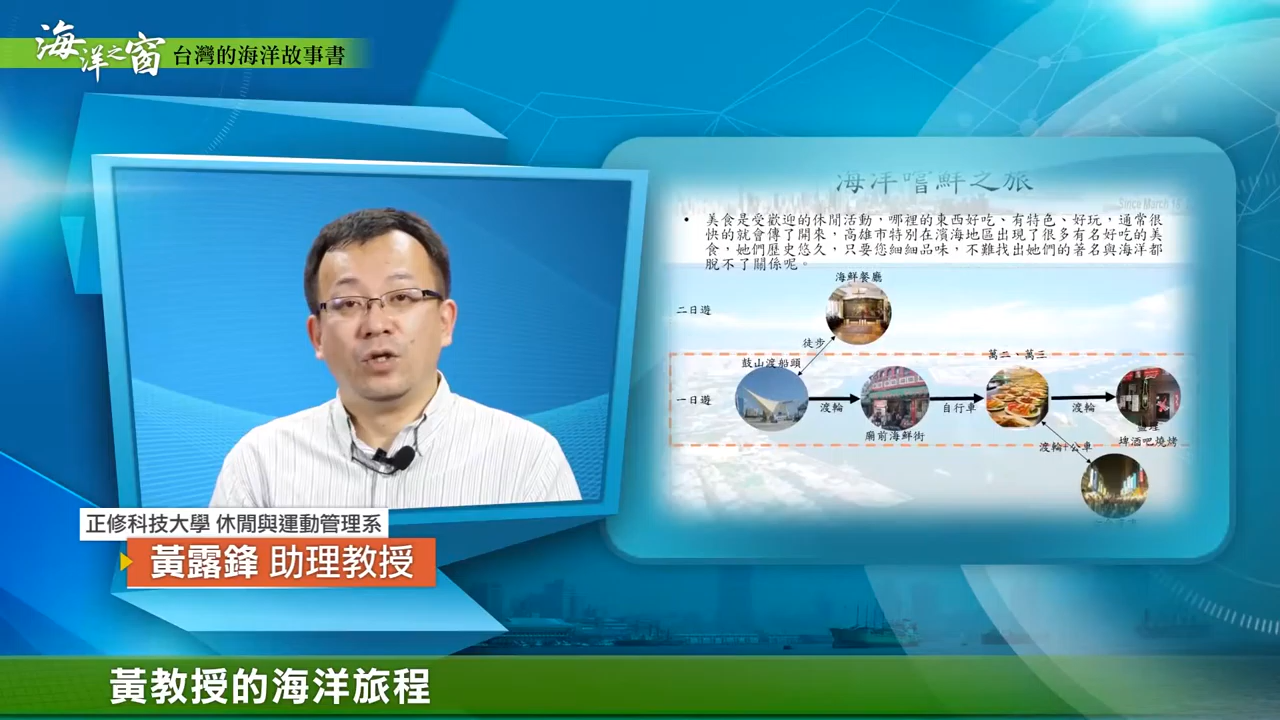 海洋之窗 台灣的海洋故事書
海洋嚐鮮之旅
Since March
• 美食是受歡迎的休閒活動，哪裡的東西好吃、有特色、好玩，通常很
快的就會傳了開來，高雄市特別在濱海地區出現了很多有名好吃的美
食，她們歷史悠久，只要您細細品味，不難找出她們的著名與海洋都
脫不了關係呢。
海鮮餐廳
二日遊
徒步
鼓山渡船頭
萬二、萬三
一日遊
渡輪
自行車
渡輪
廟前海鮮街
啤酒吧燒烤
渡輪+公車
正修科技大學 休閒與運動管理系
黃露鋒 助理教授
黃教授的海洋旅程